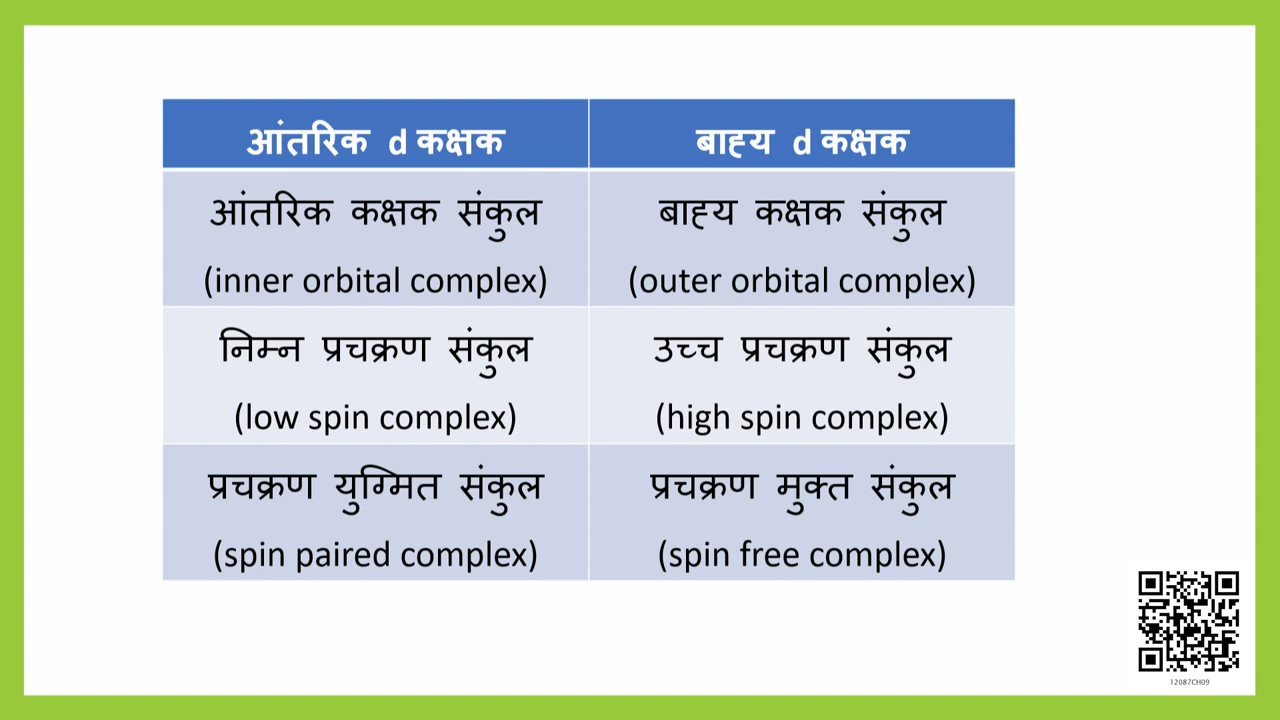 आंतरिक d कक्षक
बाह्य d कक्षक
आंतरिक कक्षक संकुल
(inner orbital complex)
बाह्य कक्षक संकुल
(outer orbital complex)
निम्न प्रचक्रण संकुल
(low spin complex)
उच्च प्रचक्रण संकुल
(high spin complex)
प्रचक्रण युग्मित संकुल
(spin paired complex)
प्रचक्रण मुक्त संकुल
(spin free complex)
12087CH09